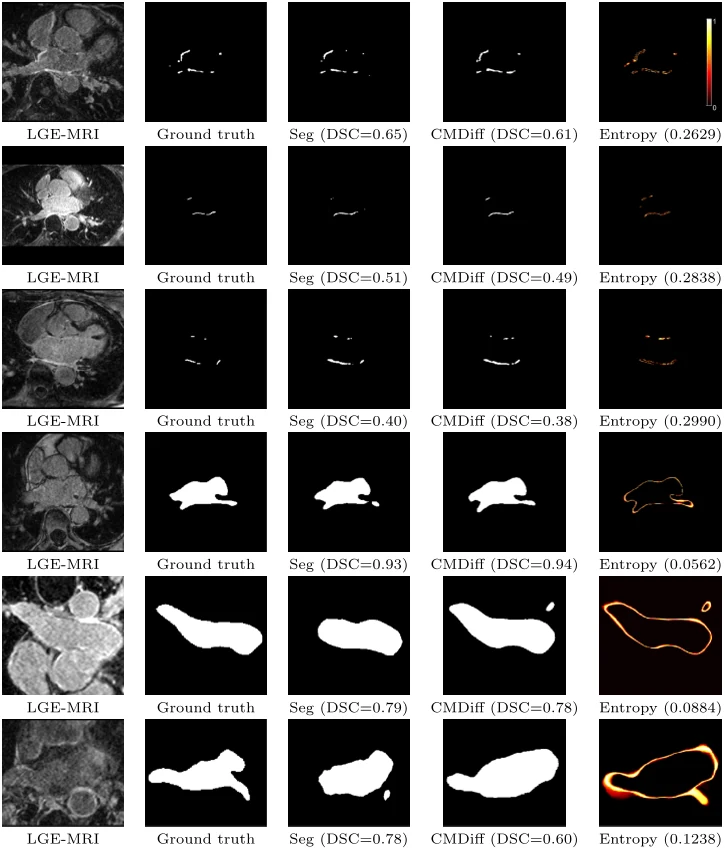 1
0
LGE-MRI Ground truth Seg (DSC=0.65) CMDiff (DSC=0.61) Entropy (0.2629)
LGE-MRI Ground truth Seg (DSC=0.51) CMDiff (DSC=0.49) Entropy (0.2838)
LGE-MRI Ground truth Seg (DSC=0.40) CMDiff (DSC=0.38) Entropy (0.2990)
LGE-MRI Ground truth Seg (DSC=0.93) CMDiff (DSC=0.94) Entropy (0.0562)
LGE-MRI Ground truth Seg (DSC=0.79) CMDiff (DSC=0.78) Entropy (0.0884)
LGE-MRI Ground truth Seg (DSC=0.78) CMDiff (DSC=0.60) Entropy (0.1238)